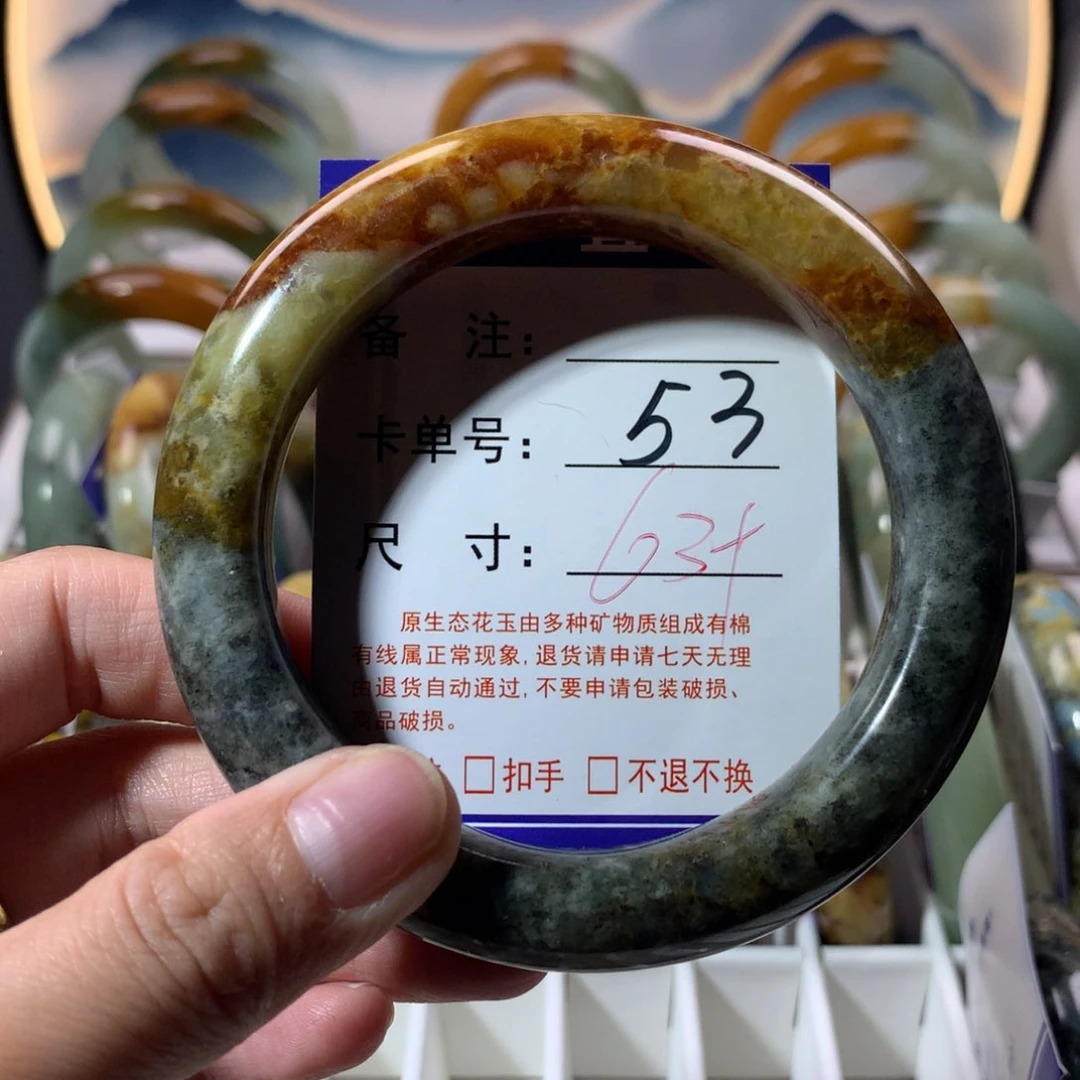 备 注:
卡单号: 53
尺 寸: 63+
原生态花玉由多种矿物质组成有棉
有线属正常现象, 退货请申请七天无理
由退货自动通过, 不要申请包装破损、
商品破损。
□扣手 □不退不换